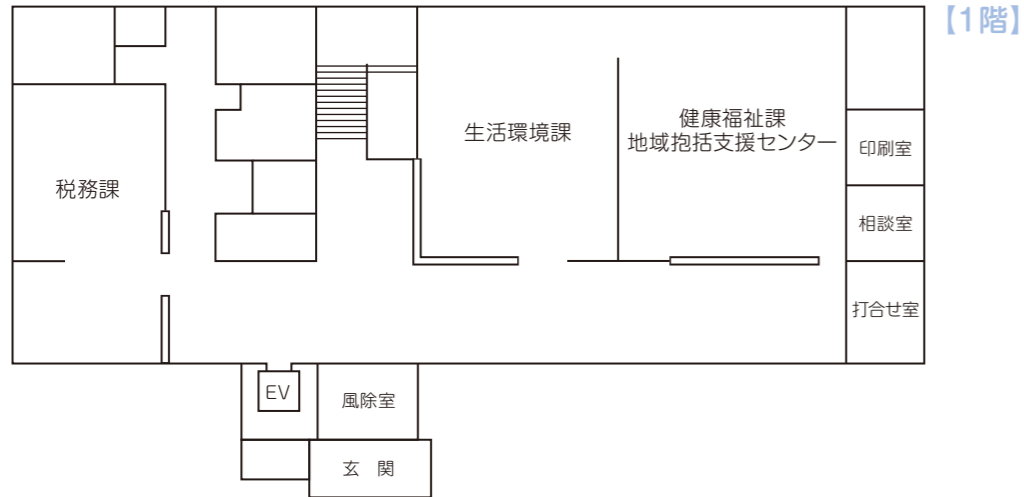 【1階】
健康福祉課
地域抱括支援センター
生活環境課
印刷室
税務課
相談室
打合せ室
EV
風除室
玄　関